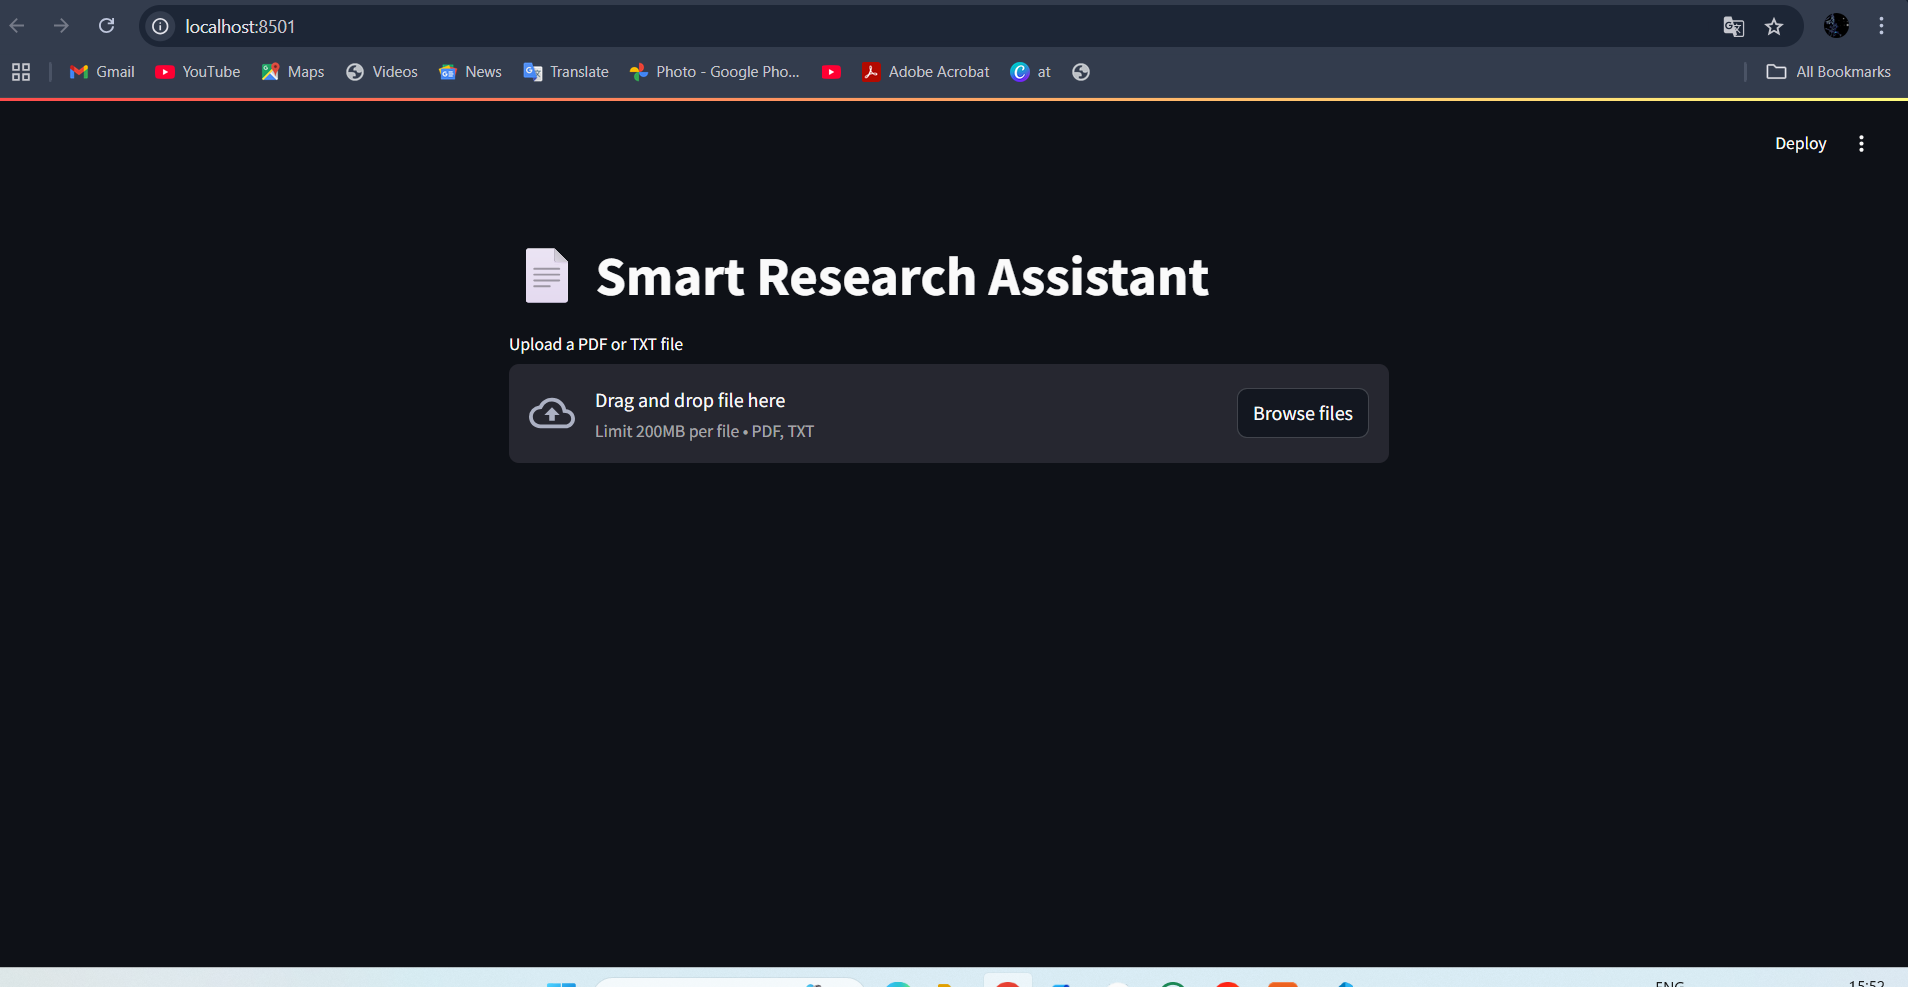 localhost:8501
Gmail YouTube Maps Videos News Translate Photo - Google Pho... Adobe Acrobat at All Bookmarks
Deploy
Smart Research Assistant
Upload a PDF or TXT file
Drag and drop file here
Limit 200MB per file • PDF, TXT
Browse files
ENG 15:52